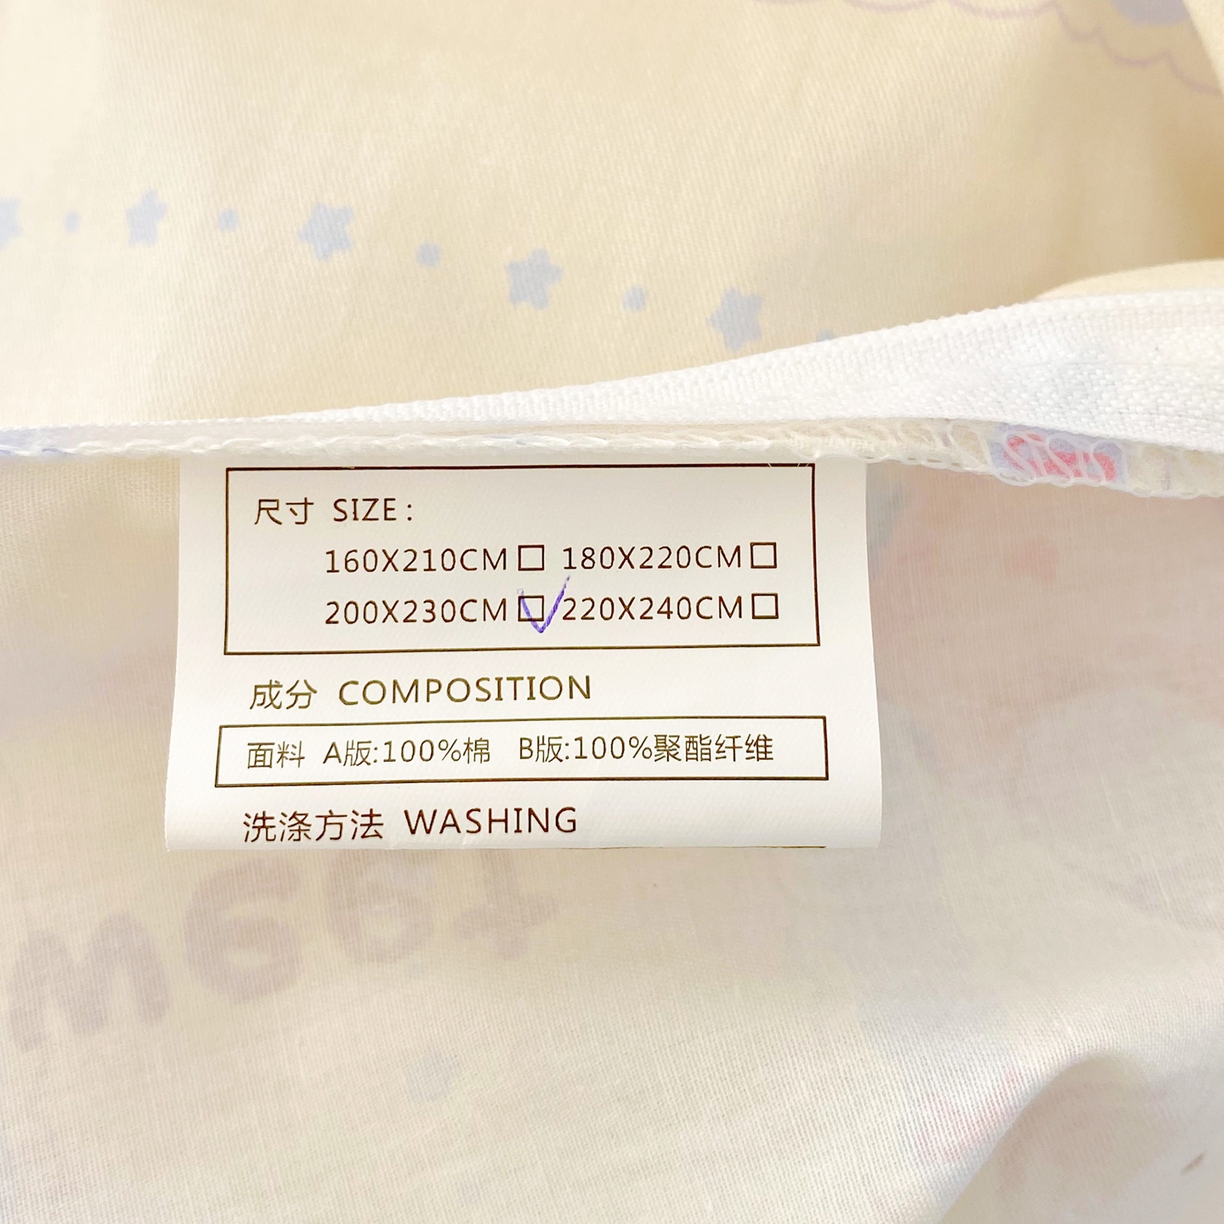 尺寸 SIZE:
160X210CM□ 180X220CM□
200X230CM☑ 220X240CM□
成分 COMPOSITION
面料 A版:100%棉 B版:100%聚酯纤维
洗涤方法 WASHING
sweet